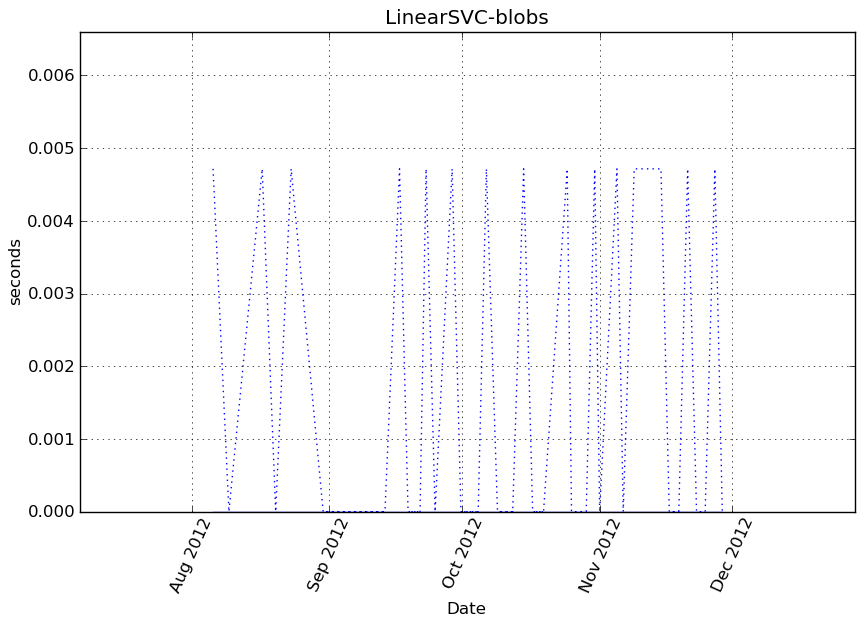 LinearSVC-blobs
0.006
0.005
0.004
0.003
0.002
0.001
0.000
seconds
Aug 2012
Sep 2012
Oct 2012
Nov 2012
Dec 2012
Date